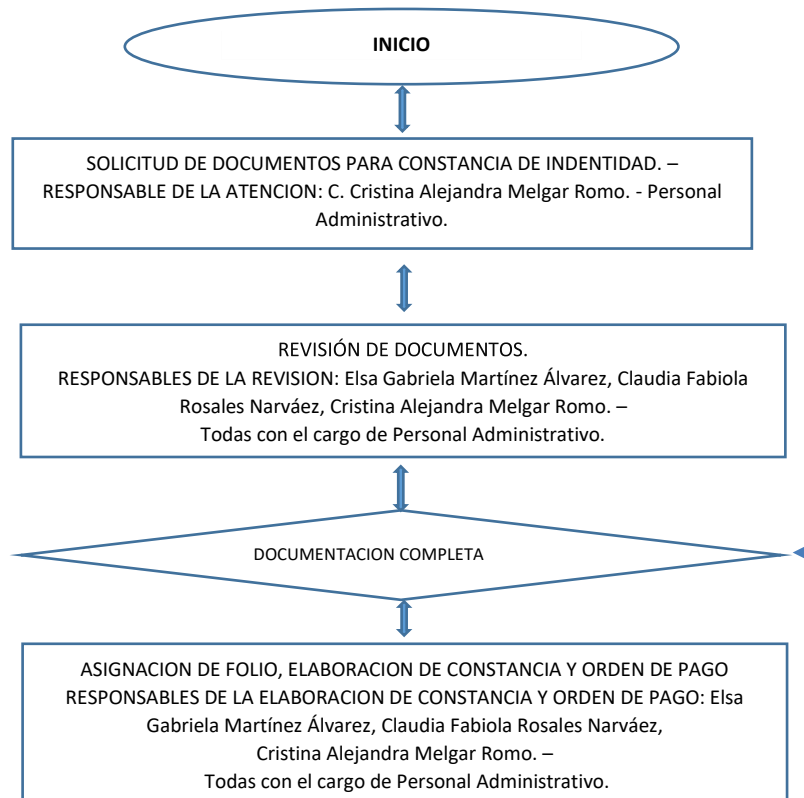 INICIO
SOLICITUD DE DOCUMENTOS PARA CONSTANCIA DE INDENTIDAD. –
RESPONSABLE DE LA ATENCION: C. Cristina Alejandra Melgar Romo. - Personal
Administrativo.
REVISIÓN DE DOCUMENTOS.
RESPONSABLES DE LA REVISION: Elsa Gabriela Martínez Álvarez, Claudia Fabiola
Rosales Narváez, Cristina Alejandra Melgar Romo. –
Todas con el cargo de Personal Administrativo.
DOCUMENTACION COMPLETA
ASIGNACION DE FOLIO, ELABORACION DE CONSTANCIA Y ORDEN DE PAGO
RESPONSABLES DE LA ELABORACION DE CONSTANCIA Y ORDEN DE PAGO: Elsa
Gabriela Martínez Álvarez, Claudia Fabiola Rosales Narváez,
Cristina Alejandra Melgar Romo. –
Todas con el cargo de Personal Administrativo.